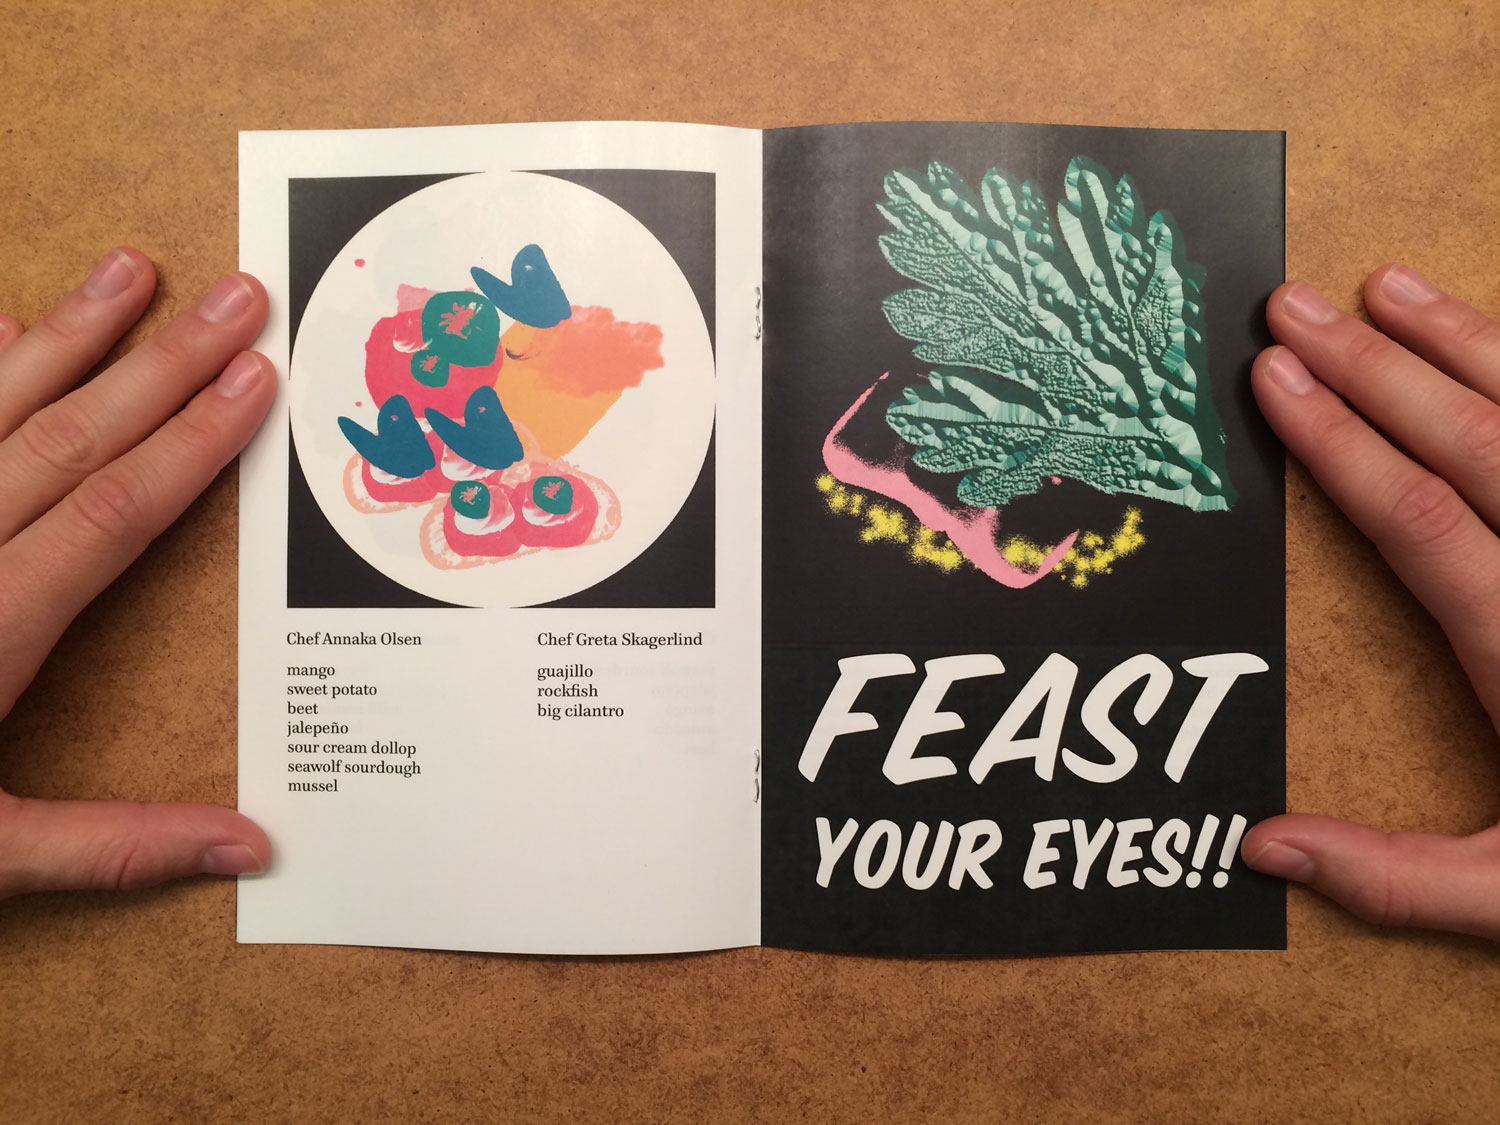 Chef Annaka Olsen
mango
sweet potato
beet
jalepeño
sour cream dollop
seawolf sourdough
mussel
Chef Greta Skagerlind
guajillo
rockfish
big cilantro
FEAST
YOUR EYES!!